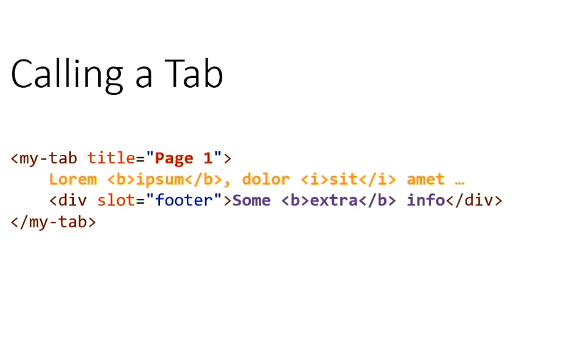 Calling a Tab
<my-tab title="Page 1">
Lorem <b>ipsum</b>, dolor <i>sit</i> amet …
<div slot="footer">Some <b>extra</b> info</div>
</my-tab>